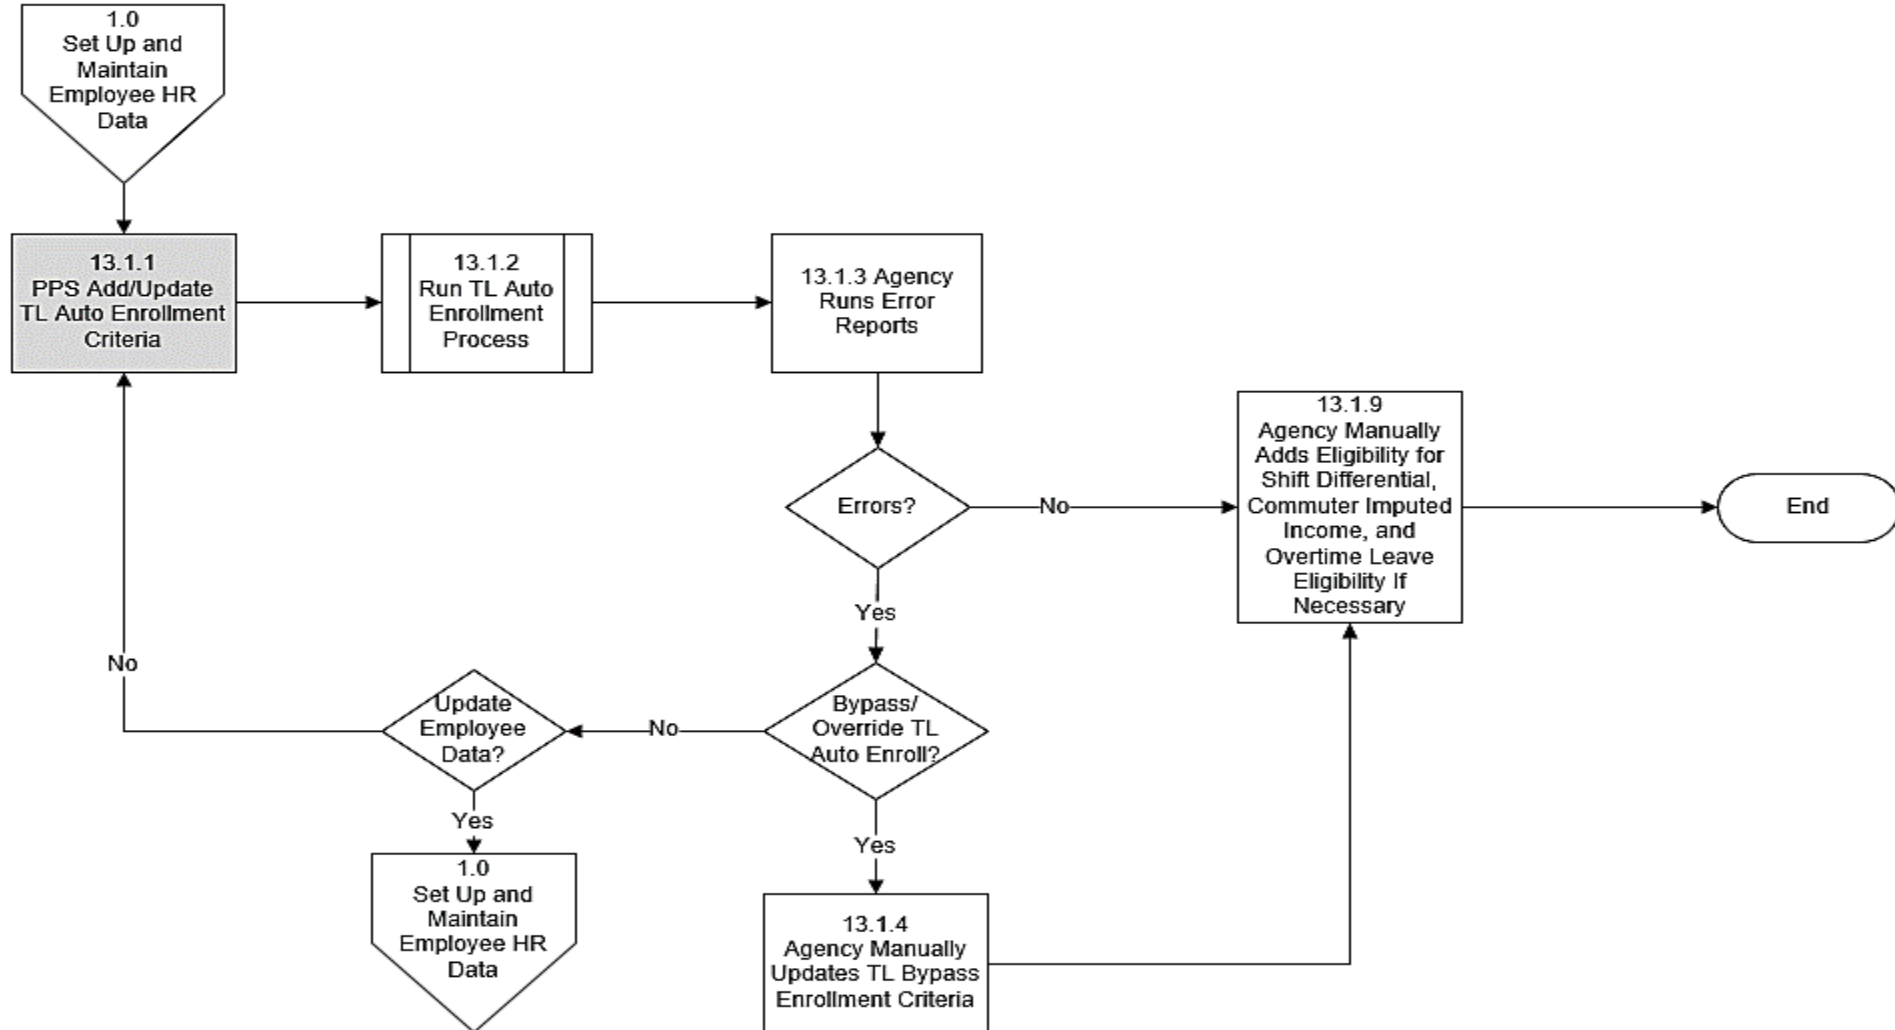 1.0
Set Up and
Maintain
Employee HR
Data
13.1.1
PPS Add/Update
TL Auto Enrollment
Criteria
13.1.2
Run TL Auto
Enrollment
Process
13.1.3 Agency
Runs Error
Reports
Errors?
No
13.1.9
Agency Manually
Adds Eligibility for
Shift Differential,
Commuter Imputed
Income, and
Overtime Leave
Eligibility If
Necessary
End
Yes
Bypass/
Override TL
Auto Enroll?
No
Update
Employee
Data?
No
Yes
1.0
Set Up and
Maintain
Employee HR
Data
Yes
13.1.4
Agency Manually
Updates TL Bypass
Enrollment Criteria